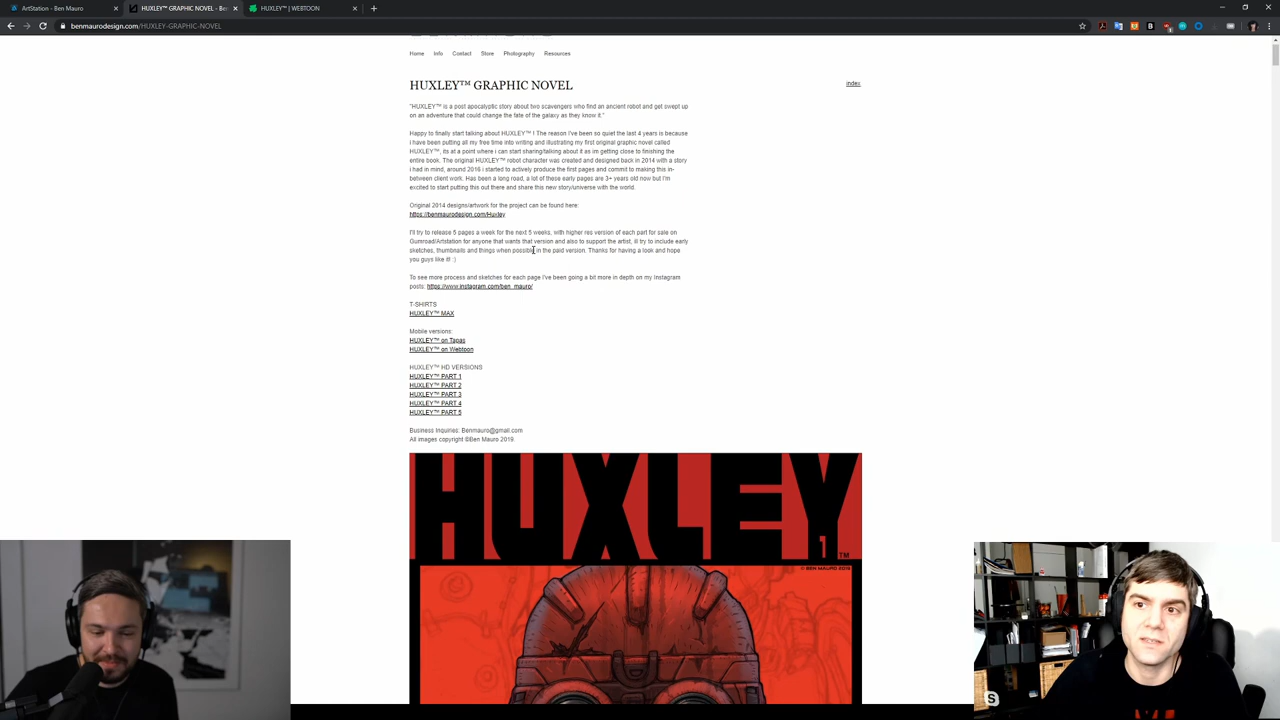 ArtStation - Ben Mauro
HUXLEY™ GRAPHIC NOVEL - Be
HUXLEY™ | WEBTOON
benmaurodesign.com/HUXLEY-GRAPHIC-NOVEL
Home Info Contact Store Photography Resources
HUXLEY™ GRAPHIC NOVEL
index
"HUXLEY™ is a post apocalyptic story about two scavengers who find an ancient robot and get swept up
on an adventure that could change the fate of the galaxy as they know it."
Happy to finally start talking about HUXLEY™ ! The reason I've been so quiet the last 4 years is because
i have been putting all my free time into writing and illustrating my first original graphic novel called
HUXLEY™, its at a point where i can start sharing/talking about it as im getting close to finishing the
entire book. The original HUXLEY™ robot character was created and designed back in 2014 with a story
i had in mind, around 2016 i started to actively produce the first pages and commit to making this in-
between client work. Has been a long road, a lot of these early pages are 3+ years old now but I'm
excited to start putting this out there and share this new story/universe with the world.
Original 2014 designs/artwork for the project can be found here:
https://benmaurodesign.com/Huxley
I'll try to release 5 pages a week for the next 5 weeks, with higher res version of each part for sale on
Gumroad/Artstation for anyone that wants that version and also to support the artist, ill try to include early
sketches, thumbnails and things when possible in the paid version. Thanks for having a look and hope
you guys like it! :)
To see more process and sketches for each page I've been going a bit more in depth on my Instagram
posts: https://www.instagram.com/ben_mauro/
T-SHIRTS
HUXLEY™ MAX
Mobile versions:
HUXLEY™ on Tapas
HUXLEY™ on Webtoon
HUXLEY™ HD VERSIONS
HUXLEY™ PART 1
HUXLEY™ PART 2
HUXLEY™ PART 3
HUXLEY™ PART 4
HUXLEY™ PART 5
Business Inquiries: Benmauro@gmail.com
All images copyright ©Ben Mauro 2019
HUXLEY
1
TM
© BEN MAURO 2019
S